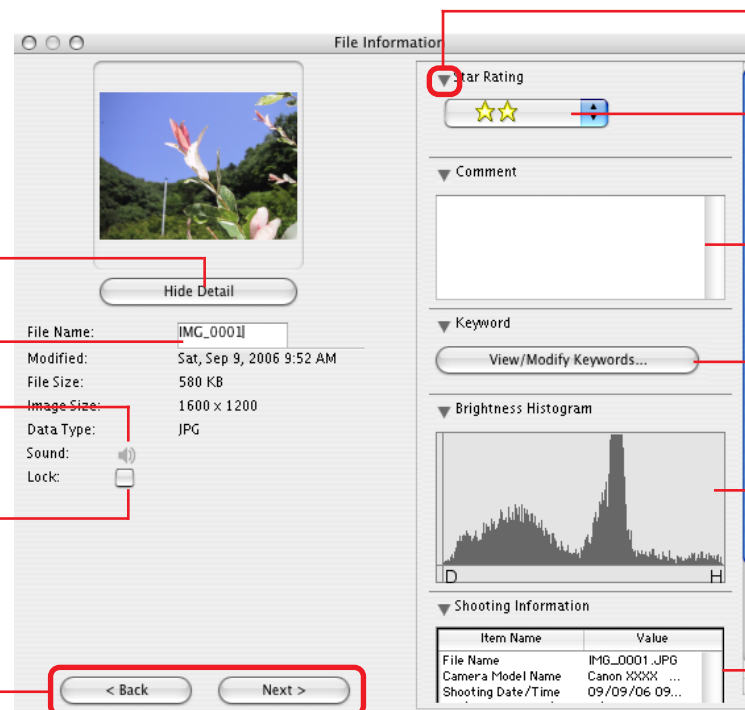 File Information
Hide Detail
File Name: IMG_0001
Modified: Sat, Sep 9, 2006 9:52 AM
File Size: 580 KB
Image Size: 1600 x 1200
Data Type: JPG
Sound:
Lock:
< Back Next >
Star Rating
Comment
Keyword
View/Modify Keywords...
Brightness Histogram
D H
Shooting Information
Item Name Value
File Name IMG_0001.JPG
Camera Model Name Canon XXXX ...
Shooting Date/Time 09/09/06 09...